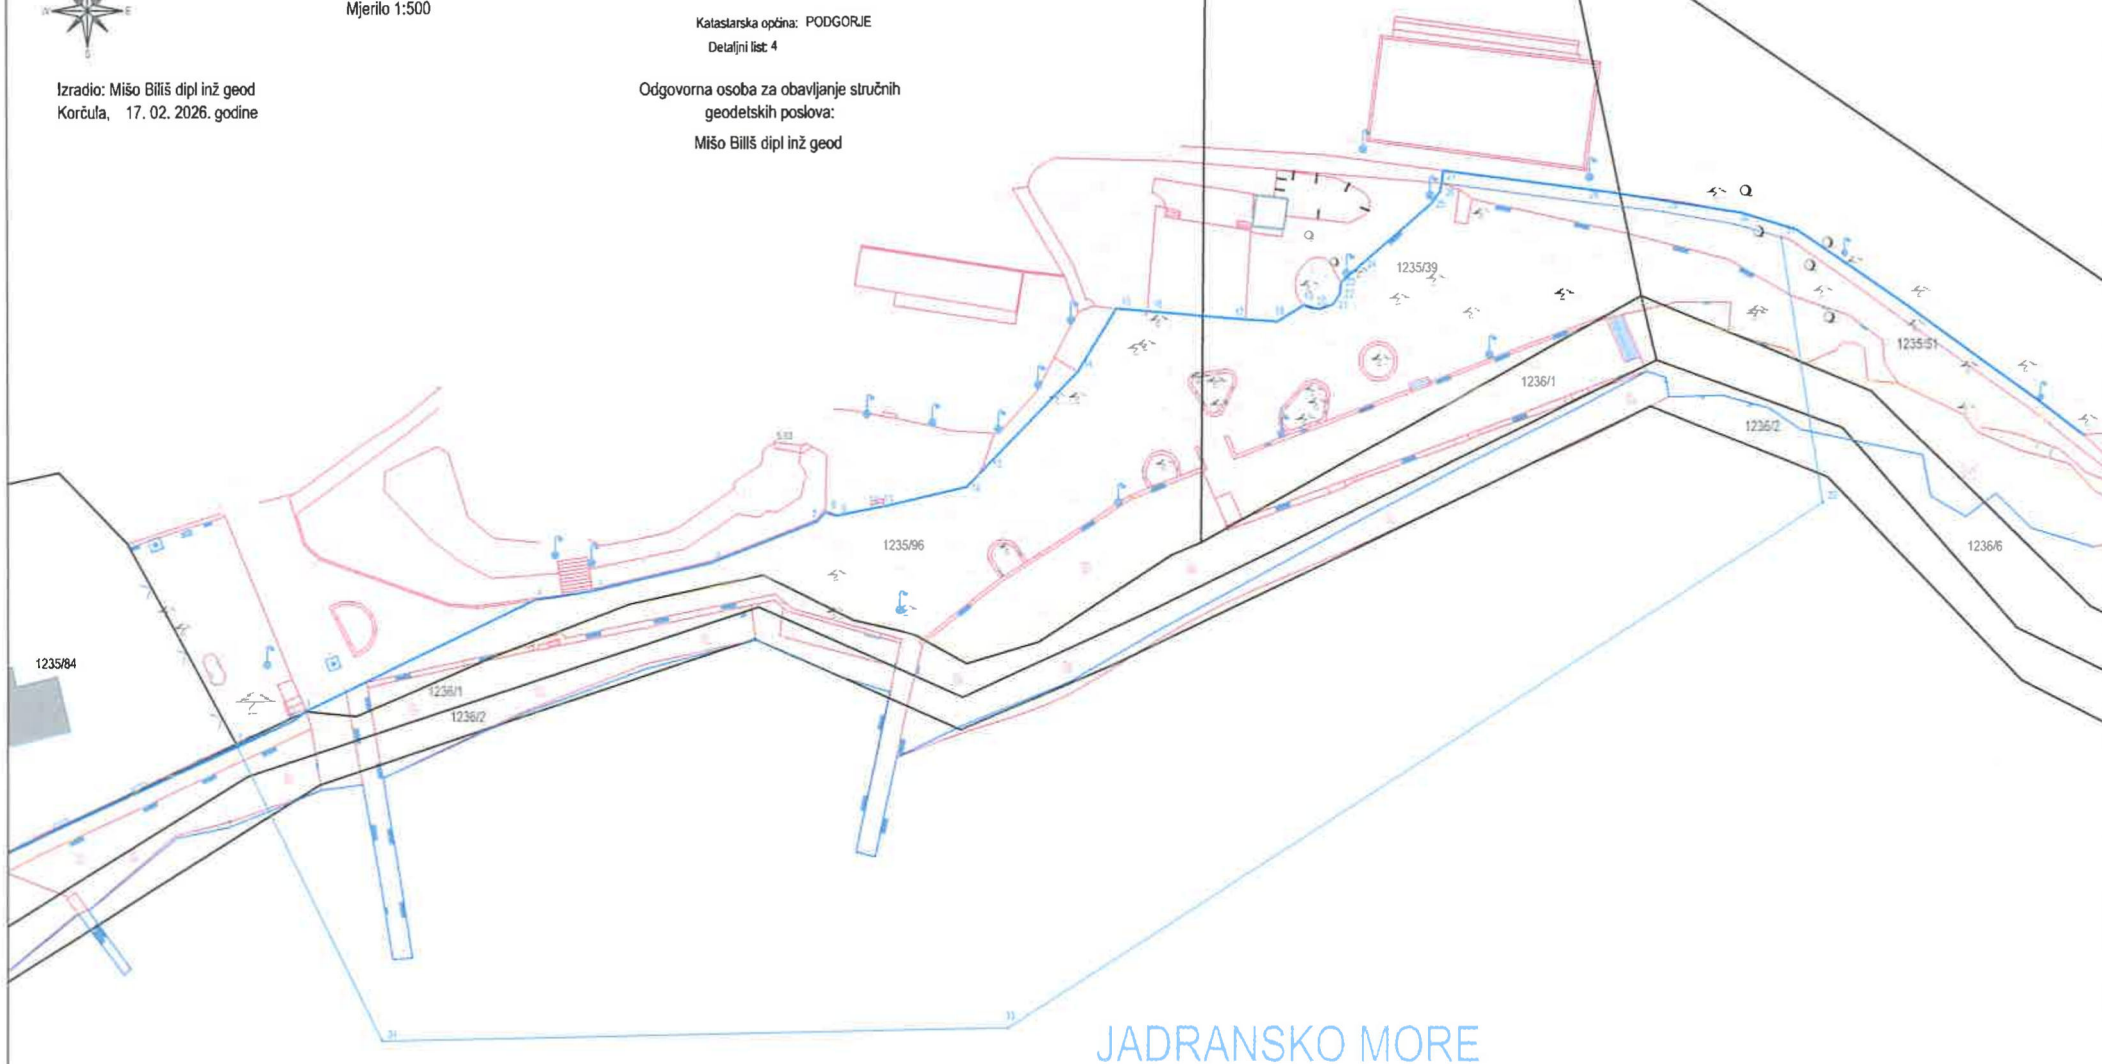 W E
S
Mjerilo 1:500
Katastarska općina: PODGORJE
Detaljni list: 4
Izradio: Mišo Biliš dipl inž geod
Korčula, 17. 02. 2026. godine
Odgovorna osoba za obavljanje stručnih
geodetskih poslova:
Mišo Biliš dipl inž geod
1235/39
1235/51
1236/1
1236/2
1235/96
1236/6
1235/84
1236/1
1236/2
JADRANSKO MORE